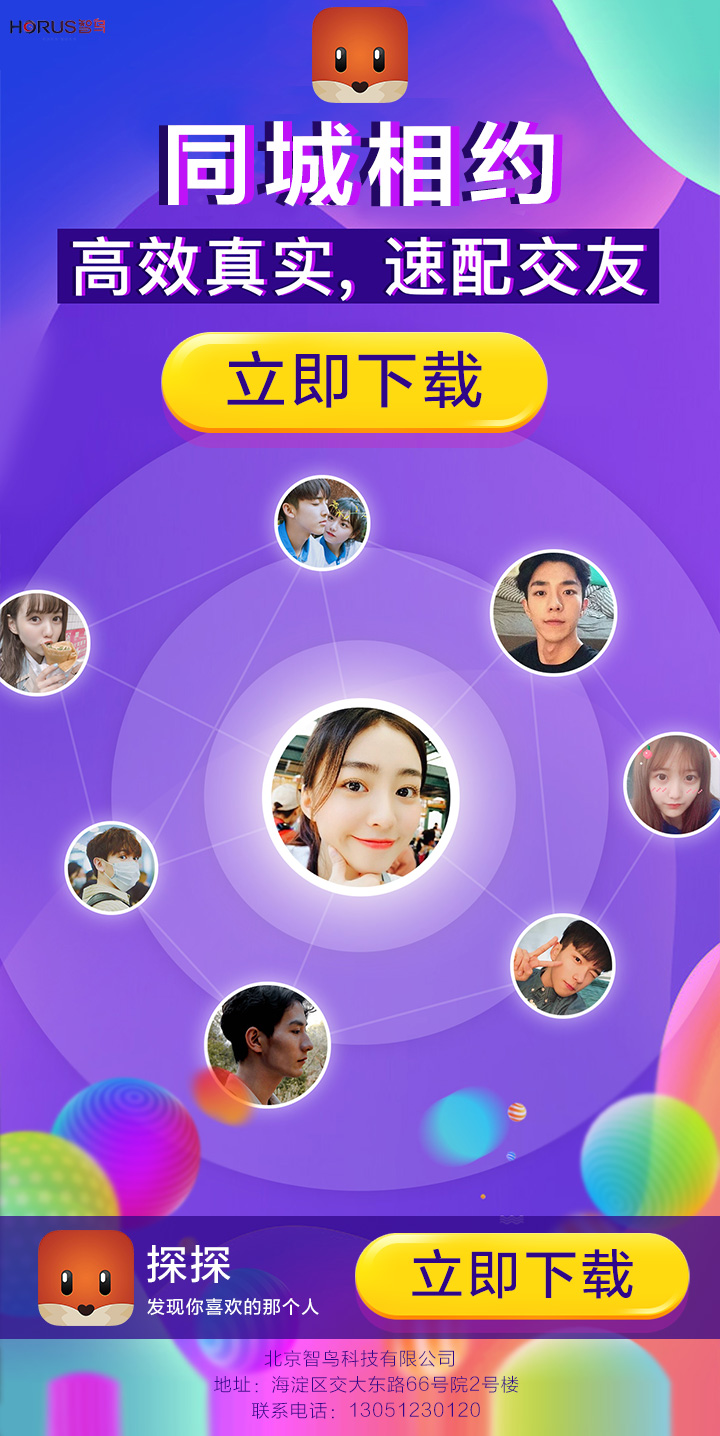 HORUS智鸟
同城相约
高效真实，速配交友
立即下载
探探
发现你喜欢的那个人
立即下载
北京智鸟科技有限公司
地址：海淀区交大东路66号院2号楼
联系电话：13051230120